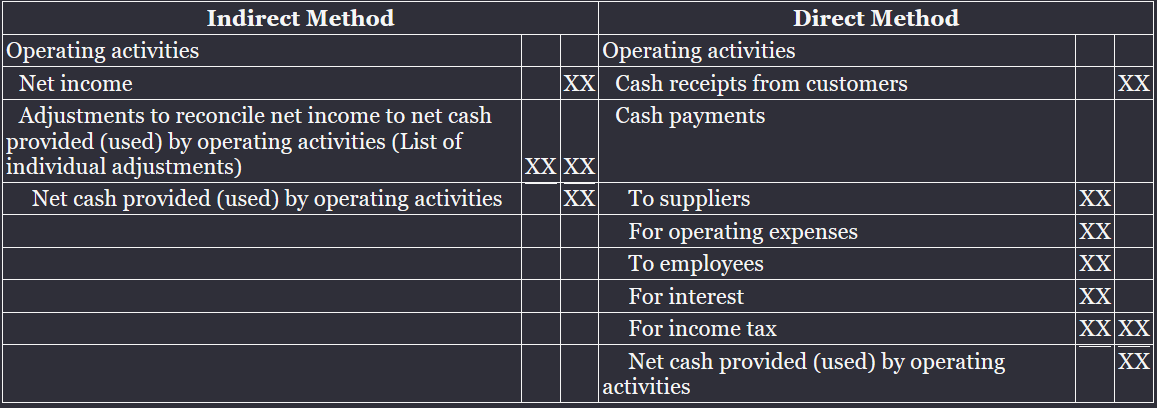 Indirect Method Direct Method
Operating activities Operating activities
Net income XX Cash receipts from customers XX
Adjustments to reconcile net income to net cash Cash payments
provided (used) by operating activities (List of
individual adjustments) XX XX
Net cash provided (used) by operating activities XX To suppliers XX
For operating expenses XX
To employees XX
For interest XX
For income tax XX XX
Net cash provided (used) by operating XX
activities